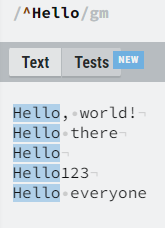 /^Hello/gm
Text Tests NEW
Hello, world!
Hello there
Hello
Hello123
Hello everyone